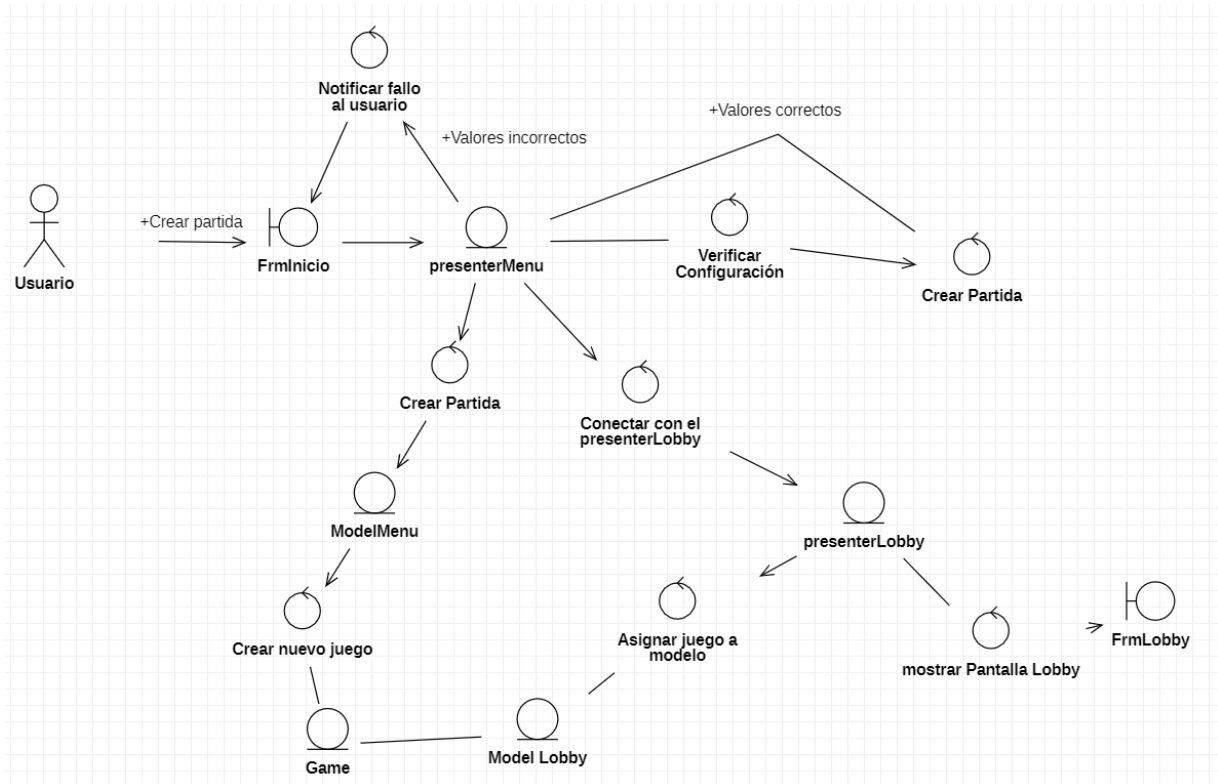 Notificar fallo
al usuario
+Valores incorrectos
+Valores correctos
+Crear partida
Usuario
FrmInicio
presenterMenu
Verificar
Configuración
Crear Partida
Crear Partida
Conectar con el
presenterLobby
ModelMenu
presenterLobby
Crear nuevo juego
Asignar juego a
modelo
mostrar Pantalla Lobby
FrmLobby
Game
Model Lobby